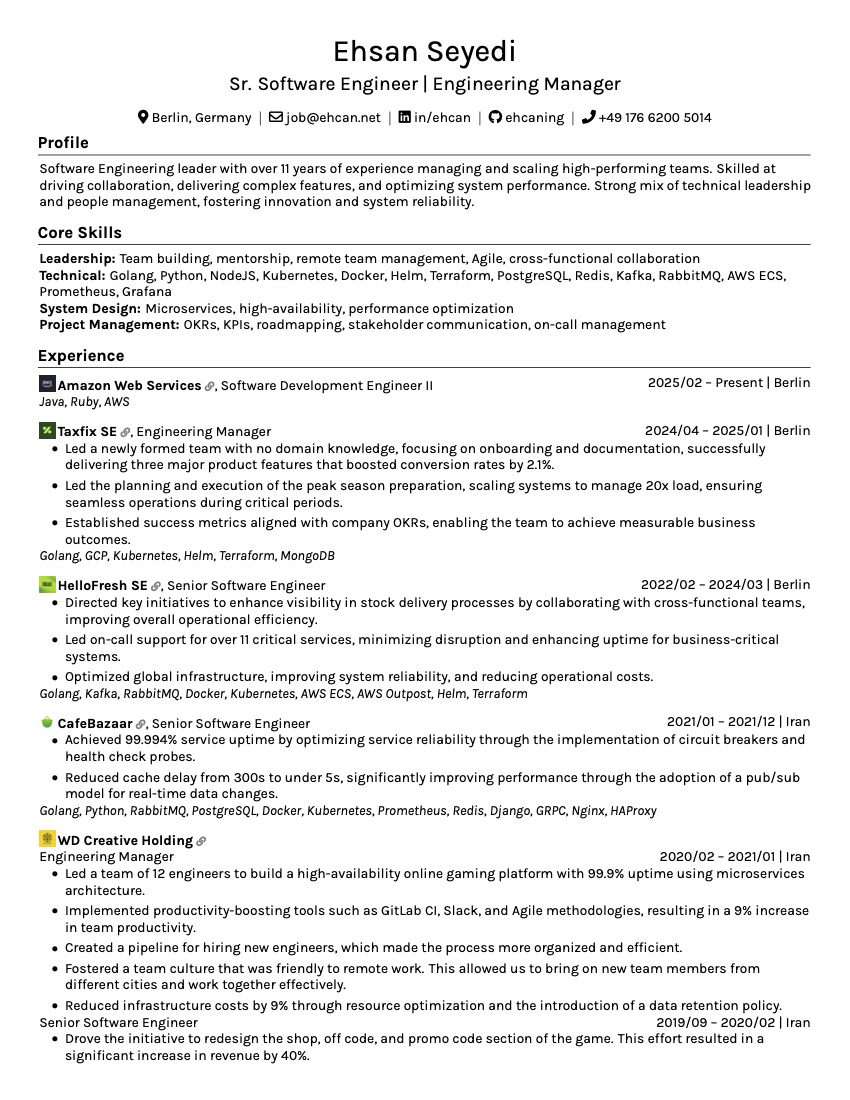 Ehsan Seyedi
Sr. Software Engineer | Engineering Manager
Berlin, Germany | job@ehcan.net | in/ehcan | ehcaning | +49 176 6200 5014
Profile
Software Engineering leader with over 11 years of experience managing and scaling high-performing teams. Skilled at
driving collaboration, delivering complex features, and optimizing system performance. Strong mix of technical leadership
and people management, fostering innovation and system reliability.
Core Skills
Leadership: Team building, mentorship, remote team management, Agile, cross-functional collaboration
Technical: Golang, Python, NodeJS, Kubernetes, Docker, Helm, Terraform, PostgreSQL, Redis, Kafka, RabbitMQ, AWS ECS,
Prometheus, Grafana
System Design: Microservices, high-availability, performance optimization
Project Management: OKRs, KPIs, roadmapping, stakeholder communication, on-call management
Experience
Amazon Web Services, Software Development Engineer II 2025/02 – Present | Berlin
Java, Ruby, AWS
Taxfix SE, Engineering Manager 2024/04 – 2025/01 | Berlin
• Led a newly formed team with no domain knowledge, focusing on onboarding and documentation, successfully
delivering three major product features that boosted conversion rates by 2.1%.
• Led the planning and execution of the peak season preparation, scaling systems to manage 20x load, ensuring
seamless operations during critical periods.
• Established success metrics aligned with company OKRs, enabling the team to achieve measurable business
outcomes.
Golang, GCP, Kubernetes, Helm, Terraform, MongoDB
HelloFresh SE, Senior Software Engineer 2022/02 – 2024/03 | Berlin
• Directed key initiatives to enhance visibility in stock delivery processes by collaborating with cross-functional teams,
improving overall operational efficiency.
• Led on-call support for over 11 critical services, minimizing disruption and enhancing uptime for business-critical
systems.
• Optimized global infrastructure, improving system reliability, and reducing operational costs.
Golang, Kafka, RabbitMQ, Docker, Kubernetes, AWS ECS, AWS Outpost, Helm, Terraform
CafeBazaar, Senior Software Engineer 2021/01 – 2021/12 | Iran
• Achieved 99.994% service uptime by optimizing service reliability through the implementation of circuit breakers and
health check probes.
• Reduced cache delay from 300s to under 5s, significantly improving performance through the adoption of a pub/sub
model for real-time data changes.
Golang, Python, RabbitMQ, PostgreSQL, Docker, Kubernetes, Prometheus, Redis, Django, GRPC, Nginx, HAProxy
WD Creative Holding
Engineering Manager 2020/02 – 2021/01 | Iran
• Led a team of 12 engineers to build a high-availability online gaming platform with 99.9% uptime using microservices
architecture.
• Implemented productivity-boosting tools such as GitLab CI, Slack, and Agile methodologies, resulting in a 9% increase
in team productivity.
• Created a pipeline for hiring new engineers, which made the process more organized and efficient.
• Fostered a team culture that was friendly to remote work. This allowed us to bring on new team members from
different cities and work together effectively.
• Reduced infrastructure costs by 9% through resource optimization and the introduction of a data retention policy.
Senior Software Engineer 2019/09 – 2020/02 | Iran
• Drove the initiative to redesign the shop, off code, and promo code section of the game. This effort resulted in a
significant increase in revenue by 40%.